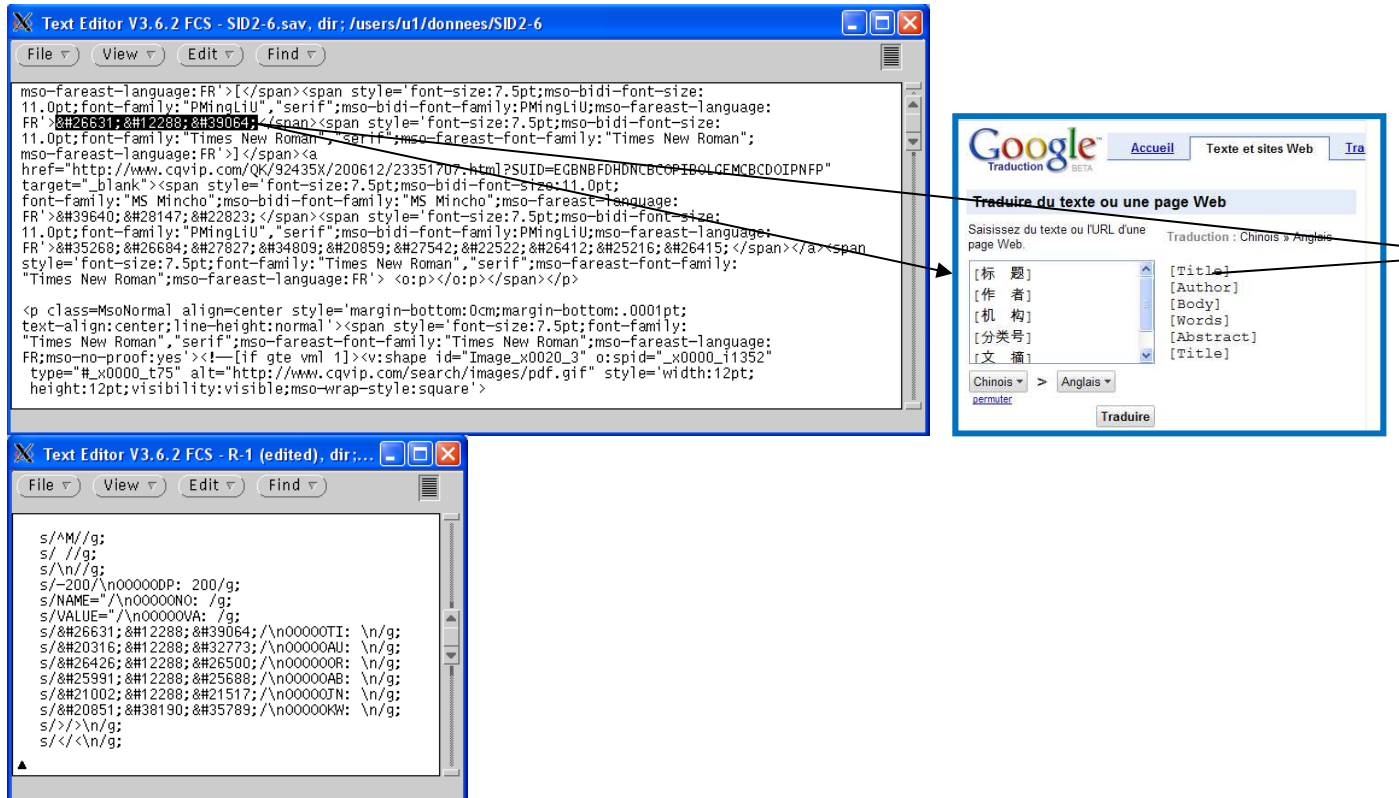 Text Editor V3.6.2 FCS - SID2-6.sav, dir; /users/u1/donnees/SID2-6
File View Edit Find
mso-fareast-language:FR'>[</span><span style='font-size:7.5pt;mso-bidi-font-size:
11.0pt;font-family:"PMingLiU","serif";mso-bidi-font-family:PMingLiU;mso-fareast-language:
FR'>&#26631;&#12288;&#39064;</span><span style='font-size:7.5pt;mso-bidi-font-size:
11.0pt;font-family:"Times New Roman","serif";mso-fareast-font-family:"Times New Roman";
mso-fareast-language:FR'>]</span><a
href="http://www.cqvip.com/QK/92435X/200612/23351707.html?SUID=EGBNBFDHDNCBCOPIBOLGEMCBCDOIPNFP"
target="_blank"><span style='font-size:7.5pt;mso-bidi-font-size:11.0pt;
font-family:"MS Mincho";mso-bidi-font-family:"MS Mincho";mso-fareast-language:
FR'>&#39640;&#28147;&#22823;</span><span style='font-size:7.5pt;mso-bidi-font-size:
11.0pt;font-family:"PMingLiU","serif";mso-bidi-font-family:PMingLiU;mso-fareast-language:
FR'>&#35268;&#26684;&#27827;&#34809;&#20859;&#27542;&#22522;&#26412;&#25216;&#26415;</span></a><span
style='font-size:7.5pt;font-family:"Times New Roman","serif";mso-fareast-font-family:
"Times New Roman";mso-fareast-language:FR'> <o:p></o:p></span></p>
<p class=MsoNormal align=center style='margin-bottom:0cm;margin-bottom:.0001pt;
text-align:center;line-height:normal'><span style='font-size:7.5pt;font-family:
"Times New Roman","serif";mso-fareast-font-family:"Times New Roman";mso-fareast-language:
FR;mso-no-proof:yes'><!--[if gte vml 1]><v:shape id="Image_x0020_3" o:spid="_x0000_i1352"
type="#_x0000_t75" alt="http://www.cqvip.com/search/images/pdf.gif" style='width:12pt;
height:12pt;visibility:visible;mso-wrap-style:square'>
Google
Traduction BETA
Accueil Texte et sites Web Tra
Traduire du texte ou une page Web
Saisissez du texte ou l'URL d'une
page Web.
Traduction : Chinois » Anglais
[标 题]
[作 者]
[机 构]
[分类号]
[文 摘]
[Title]
[Author]
[Body]
[Words]
[Abstract]
[Title]
Chinois > Anglais
permuter
Traduire
Text Editor V3.6.2 FCS - R-1 (edited), dir;...
File View Edit Find
s/^M//g;
s/ //g;
s/\n//g;
s/-200/\n00000DP: 200/g;
s/NAME="/\n00000NO: /g;
s/VALUE="/\n00000VA: /g;
s/&#26631;&#12288;&#39064;/\n00000TI: \n/g;
s/&#20316;&#12288;&#32773;/\n00000AU: \n/g;
s/&#26426;&#12288;&#26500;/\n00000OR: \n/g;
s/&#25991;&#12288;&#25688;/\n00000AB: \n/g;
s/&#21002;&#12288;&#21517;/\n00000JN: \n/g;
s/&#20851;&#38190;&#35789;/\n00000KW: \n/g;
s/>/>\n/g;
s/</<\n/g;